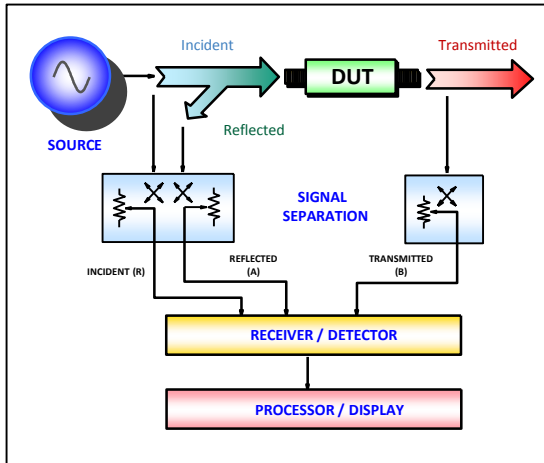 Incident
Transmitted
DUT
Reflected
SOURCE
SIGNAL
SEPARATION
INCIDENT (R)
REFLECTED
(A)
TRANSMITTED
(B)
RECEIVER / DETECTOR
PROCESSOR / DISPLAY